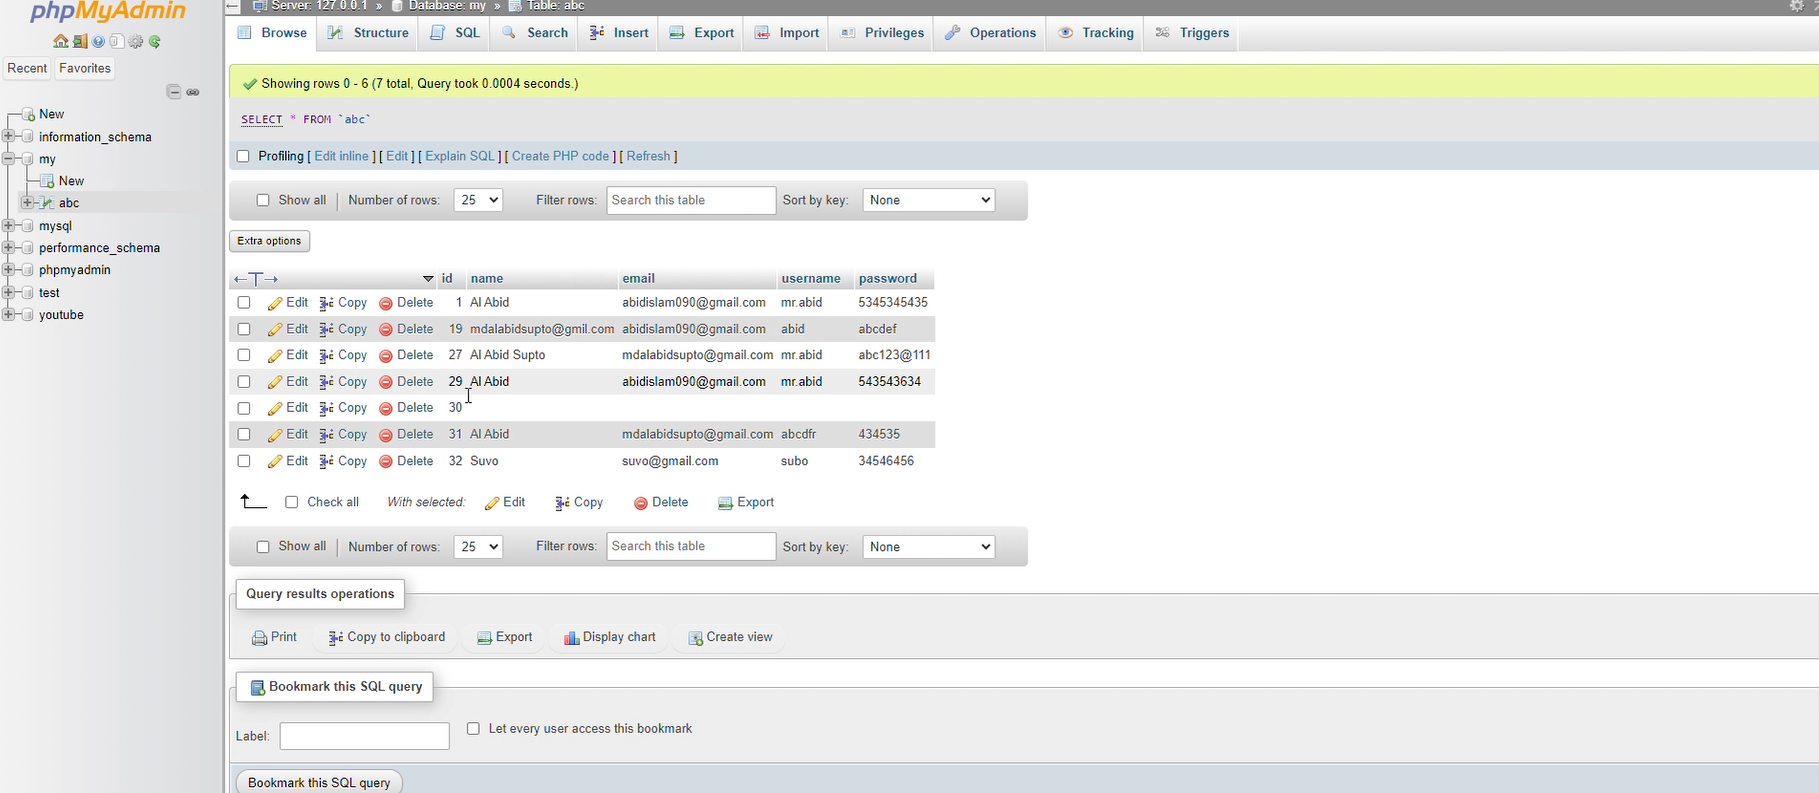 phpMyAdmin
Recent Favorites
New
information_schema
my
New
abc
mysql
performance_schema
phpmyadmin
test
youtube
Server: 127.0.0.1 » Database: my » Table: abc
Browse Structure SQL Search Insert Export Import Privileges Operations Tracking Triggers
Showing rows 0 - 6 (7 total, Query took 0.0004 seconds.)
SELECT * FROM `abc`
Profiling [ Edit inline ] [ Edit ] [ Explain SQL ] [ Create PHP code ] [ Refresh ]
Show all Number of rows: 25 Filter rows: Search this table Sort by key: None
Extra options
id name email username password
Edit Copy Delete 1 Al Abid abidislam090@gmail.com mr.abid 5345345435
Edit Copy Delete 19 mdalabidsupto@gmil.com abidislam090@gmail.com abid abcdef
Edit Copy Delete 27 Al Abid Supto mdalabidsupto@gmail.com mr.abid abc123@111
Edit Copy Delete 29 Al Abid abidislam090@gmail.com mr.abid 543543634
Edit Copy Delete 30
Edit Copy Delete 31 Al Abid mdalabidsupto@gmail.com abcdfr 434535
Edit Copy Delete 32 Suvo suvo@gmail.com subo 34546456
Check all With selected: Edit Copy Delete Export
Show all Number of rows: 25 Filter rows: Search this table Sort by key: None
Query results operations
Print Copy to clipboard Export Display chart Create view
Bookmark this SQL query
Label: Let every user access this bookmark
Bookmark this SQL query